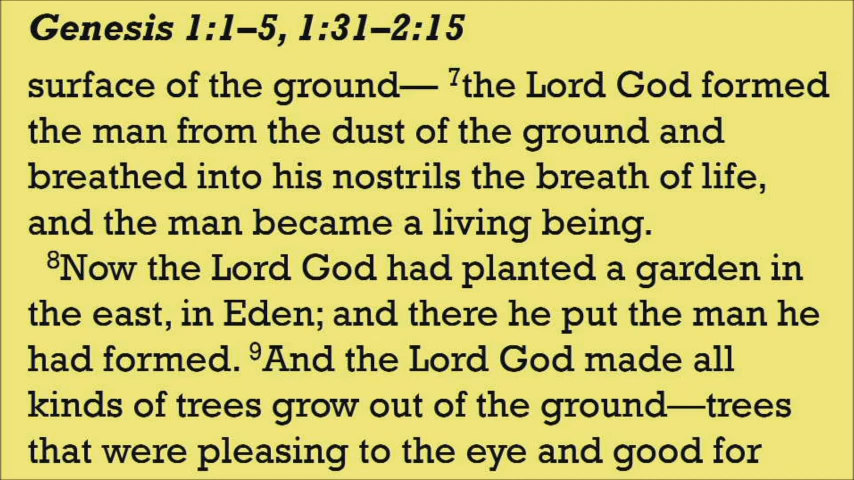 Genesis 1:1–5, 1:31–2:15
surface of the ground— ⁷the Lord God formed
the man from the dust of the ground and
breathed into his nostrils the breath of life,
and the man became a living being.
⁸Now the Lord God had planted a garden in
the east, in Eden; and there he put the man he
had formed. ⁹And the Lord God made all
kinds of trees grow out of the ground—trees
that were pleasing to the eye and good for